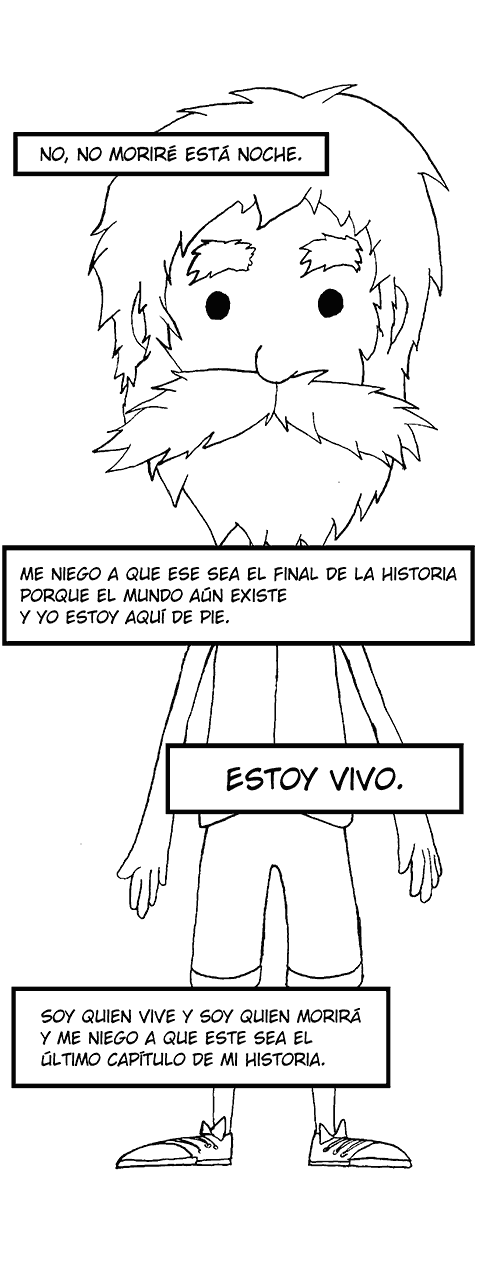 NO, NO MORIRÉ ESTÁ NOCHE.
ME NIEGO A QUE ESE SEA EL FINAL DE LA HISTORIA
PORQUE EL MUNDO AÚN EXISTE
Y YO ESTOY AQUÍ DE PIE.
ESTOY VIVO.
SOY QUIEN VIVE Y SOY QUIEN MORIRÁ
Y ME NIEGO A QUE ESTE SEA EL
ÚLTIMO CAPÍTULO DE MI HISTORIA.